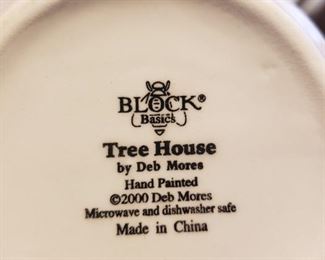 BLOCK®
Basics
Tree House
by Deb Mores
Hand Painted
©2000 Deb Mores
Microwave and dishwasher safe
Made in China